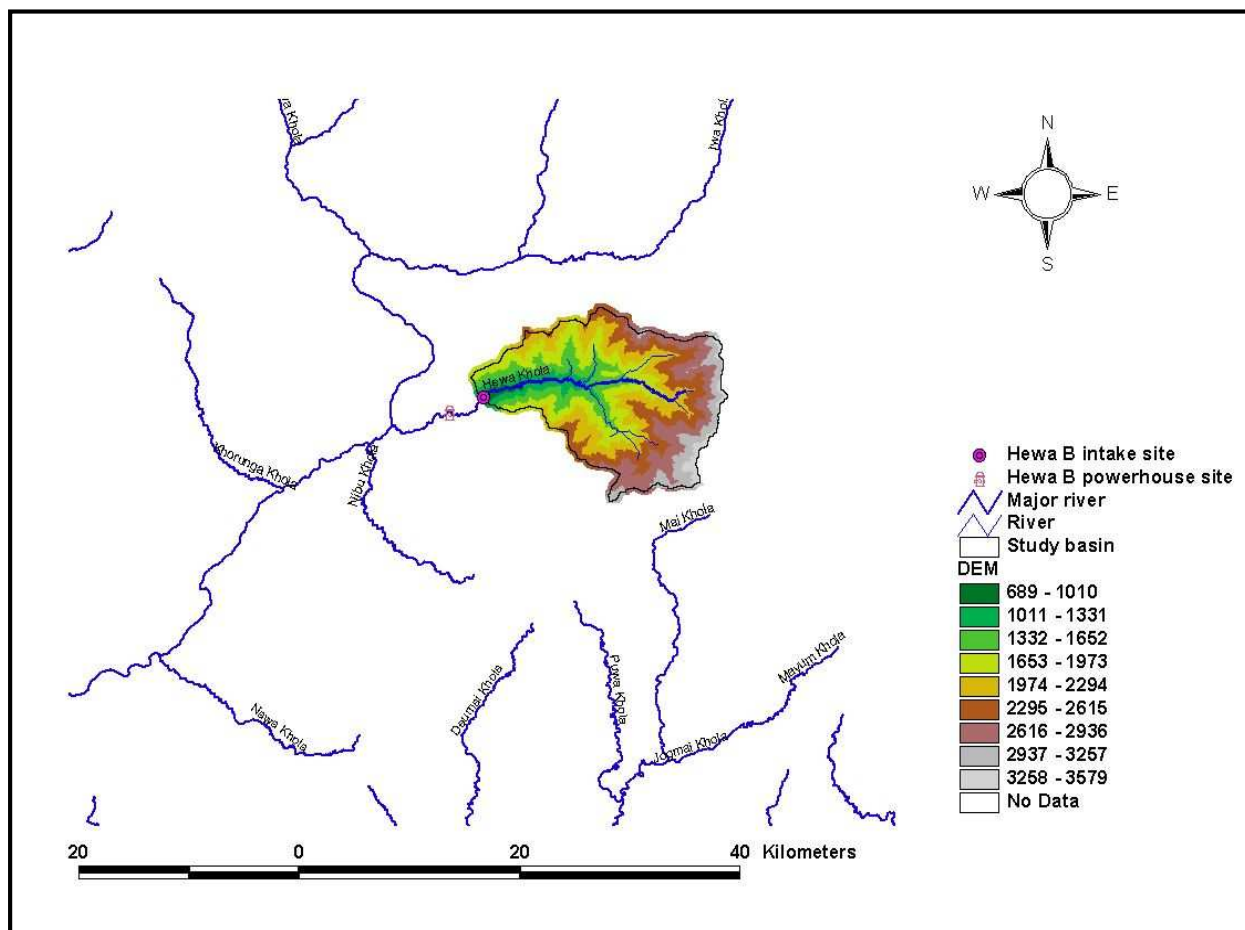 wa Khola
Iwa Khol
N
W
E
S
Hewa Khola
Khorunga Khola
Nibu Khola
Mai Khola
Mayum Khola
Puwa Khola
Deumai Khola
Nawa Khola
Jogmai Khola
Hewa B intake site
Hewa B powerhouse site
Major river
River
Study basin
DEM
689 - 1010
1011 - 1331
1332 - 1652
1653 - 1973
1974 - 2294
2295 - 2615
2616 - 2936
2937 - 3257
3258 - 3579
No Data
20 0 20 40 Kilometers